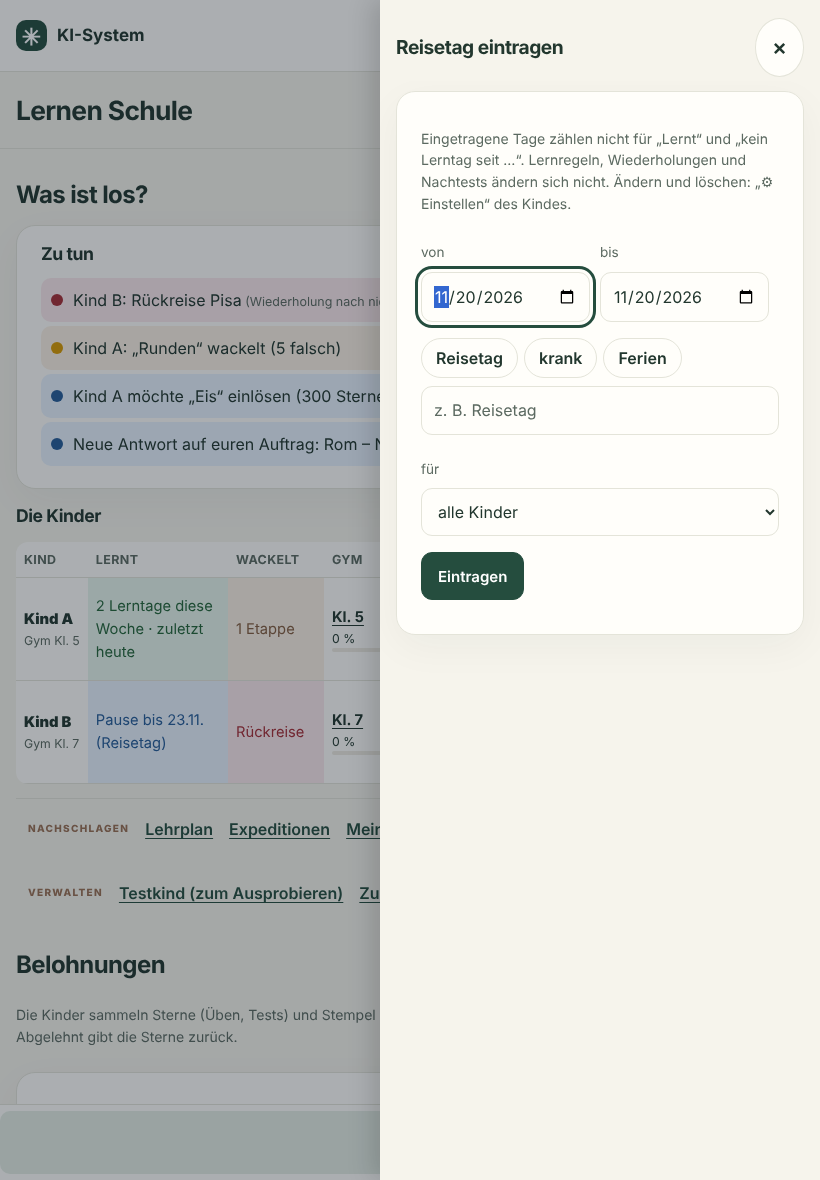 KI-System
Lernen Schule
Was ist los?
Zu tun
Kind B: Rückreise Pisa (Wiederholung nach
Kind A: „Runden“ wackelt (5 falsch)
Kind A möchte „Eis“ einlösen (300 Sterne
Neue Antwort auf euren Auftrag: Rom –
Die Kinder
KIND LERNT WACKELT GYM
Kind A
Gym Kl. 5
2 Lerntage diese
Woche · zuletzt
heute
1 Etappe
Kl. 5
0 %
Kind B
Gym Kl. 7
Pause bis 23.11.
(Reisetag)
Rückreise
Kl. 7
0 %
NACHSCHLAGEN Lehrplan Expeditionen
VERWALTEN Testkind (zum Ausprobieren)
Belohnungen
Die Kinder sammeln Sterne (Üben, Tests) und Stempel
Abgelehnt gibt die Sterne zurück.
Reisetag eintragen
×
Eingetragene Tage zählen nicht für „Lernt“ und „kein
Lerntag seit …“. Lernregeln, Wiederholungen und
Nachtests ändern sich nicht. Ändern und löschen: „⚙
Einstellen“ des Kindes.
von bis
11/20/2026 11/20/2026
Reisetag krank Ferien
z. B. Reisetag
für
alle Kinder
Eintragen